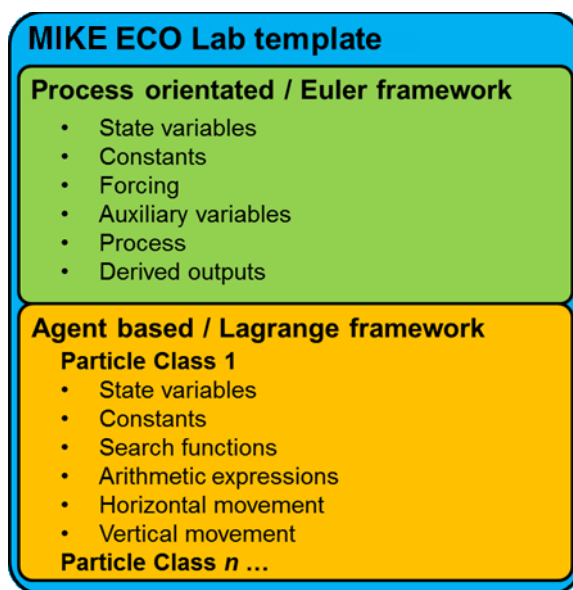 MIKE ECO Lab template
Process orientated / Euler framework
• State variables
• Constants
• Forcing
• Auxiliary variables
• Process
• Derived outputs
Agent based / Lagrange framework
Particle Class 1
• State variables
• Constants
• Search functions
• Arithmetic expressions
• Horizontal movement
• Vertical movement
Particle Class n ...